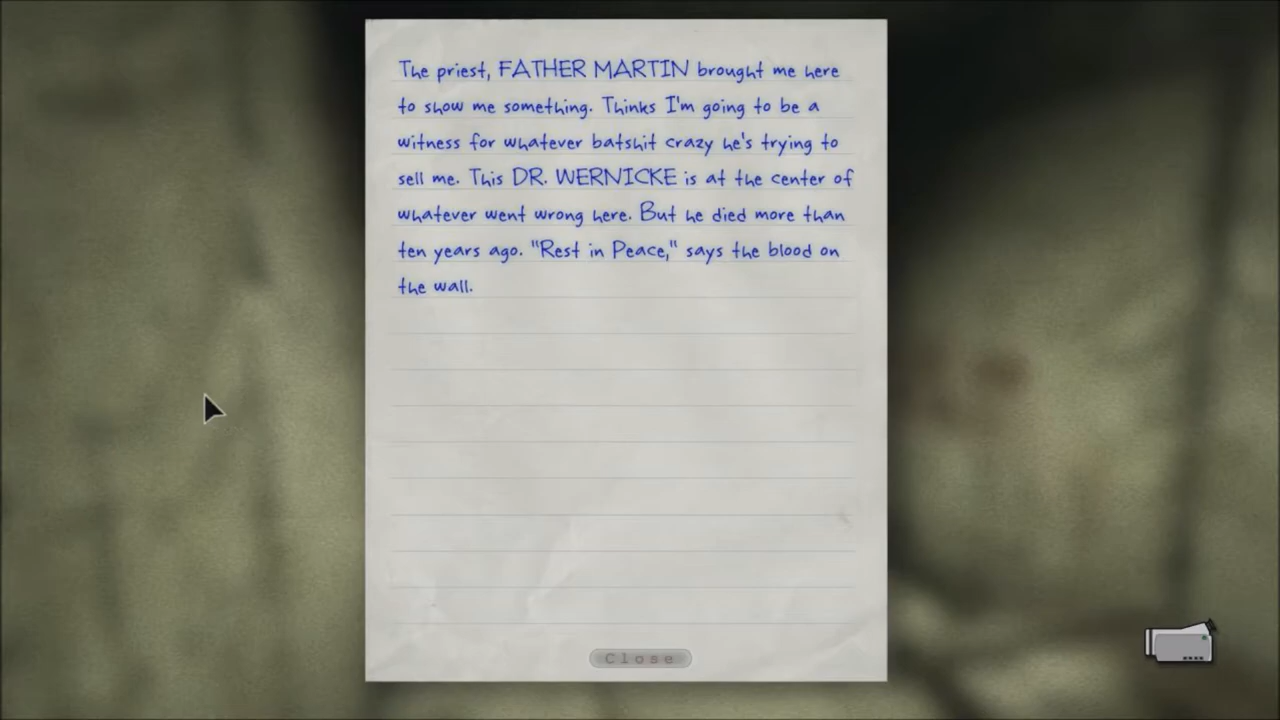 The priest, FATHER MARTIN brought me here
to show me something. Thinks I'm going to be a
witness for whatever batshit crazy he's trying to
sell me. This DR. WERNICKE is at the center of
whatever went wrong here. But he died more than
ten years ago. "Rest in Peace," says the blood on
the wall.
Close